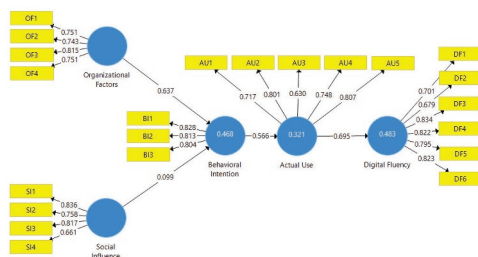 OF1
OF2
OF3
OF4
0.751
0.743
0.815
0.751
Organizational
Factors
0.637
BI1
BI2
BI3
0.828
0.813
0.804
0.468
Behavioral
Intention
0.566
AU1
AU2
AU3
AU4
AU5
0.717
0.801
0.630
0.748
0.807
0.321
Actual Use
0.695
0.483
Digital Fluency
DF1
DF2
DF3
DF4
DF5
DF6
0.701
0.679
0.834
0.822
0.795
0.823
0.099
SI1
SI2
SI3
SI4
0.836
0.758
0.817
0.661
Social
Influence